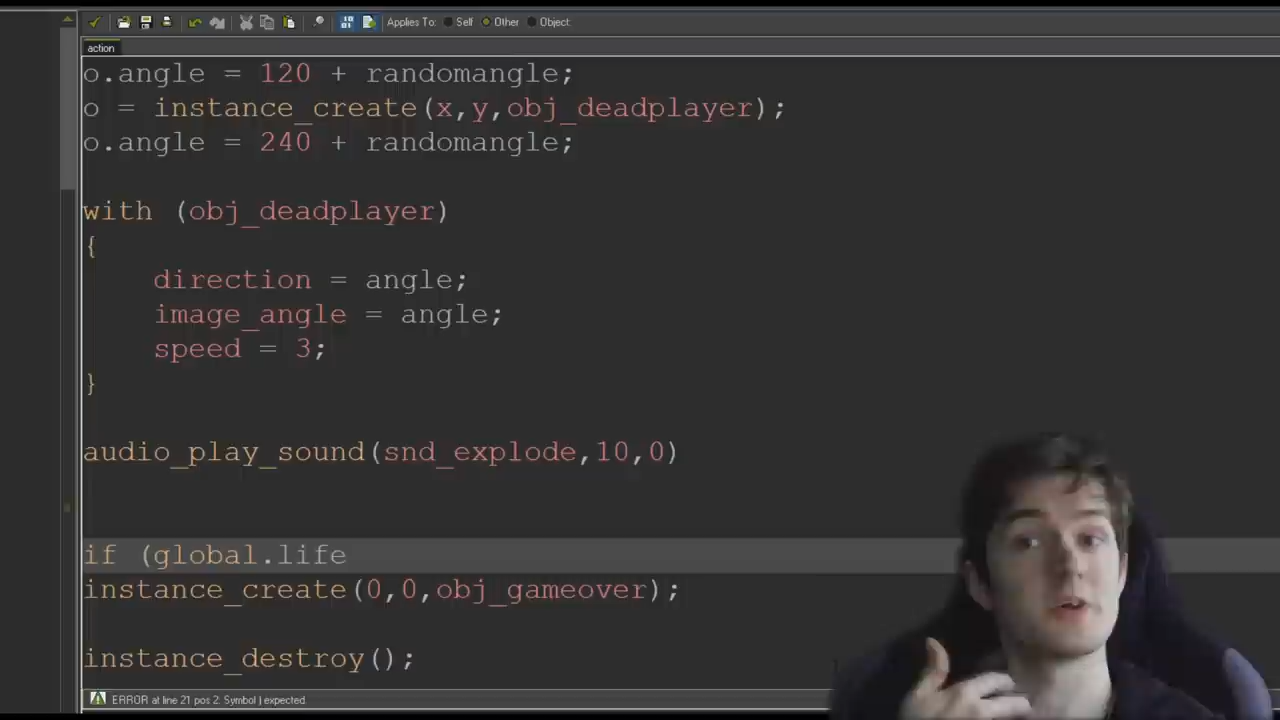 Applies To: Self Other Object:
action
o.angle = 120 + randomangle;
o = instance_create(x,y,obj_deadplayer);
o.angle = 240 + randomangle;
with (obj_deadplayer)
{
direction = angle;
image_angle = angle;
speed = 3;
}
audio_play_sound(snd_explode,10,0)
if (global.life
instance_create(0,0,obj_gameover);
instance_destroy();
ERROR at line 21 pos 2: Symbol ) expected